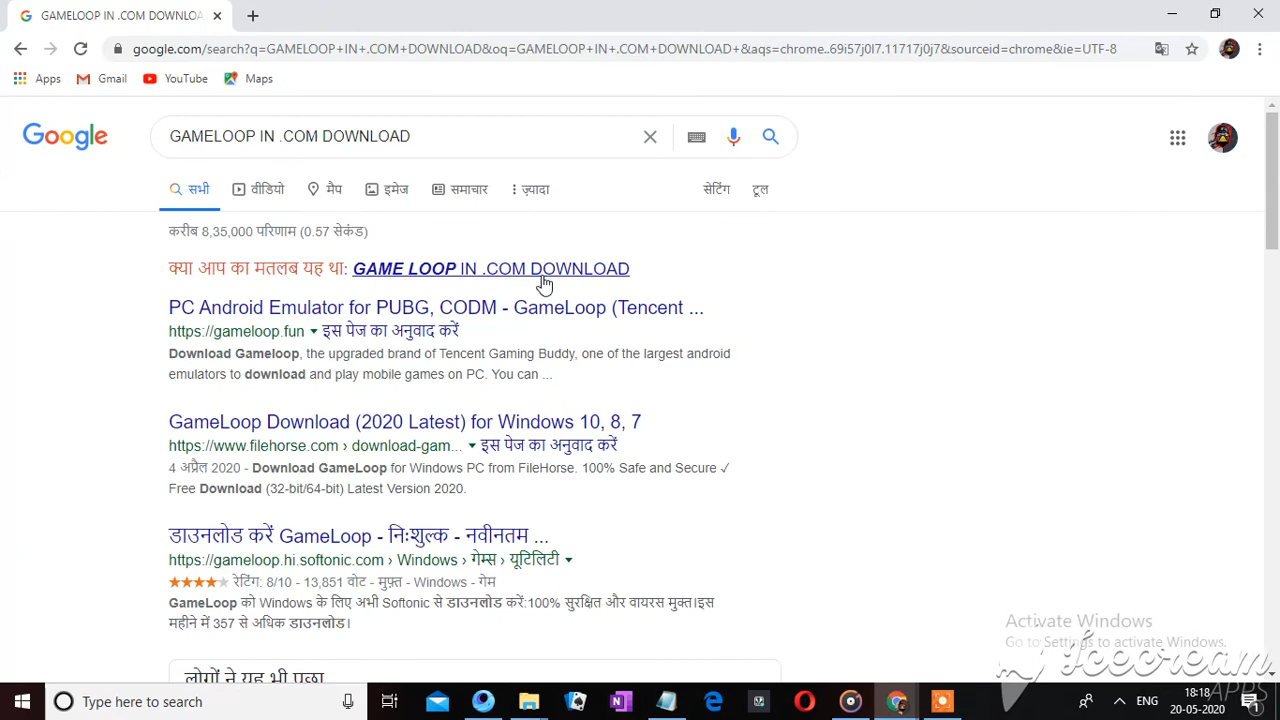 GAMELOOP IN .COM DOWNLOA
google.com/search?q=GAMELOOP+IN+.COM+DOWNLOAD&oq=GAMELOOP+IN+.COM+DOWNLOAD+&aqs=chrome..69i57j0l7.11717j0j7&sourceid=chrome&ie=UTF-8
Apps Gmail YouTube Maps
Google GAMELOOP IN .COM DOWNLOAD
सभी वीडियो मैप इमेज समाचार ज़्यादा सेटिंग टूल
करीब 8,35,000 परिणाम (0.57 सेकंड)
क्या आप का मतलब यह था: GAME LOOP IN .COM DOWNLOAD
PC Android Emulator for PUBG, CODM - GameLoop (Tencent ...
https://gameloop.fun इस पेज का अनुवाद करें
Download Gameloop, the upgraded brand of Tencent Gaming Buddy, one of the largest android
emulators to download and play mobile games on PC. You can ...
GameLoop Download (2020 Latest) for Windows 10, 8, 7
https://www.filehorse.com › download-gam... इस पेज का अनुवाद करें
4 अप्रैल 2020 - Download GameLoop for Windows PC from FileHorse. 100% Safe and Secure ✓
Free Download (32-bit/64-bit) Latest Version 2020.
डाउनलोड करें GameLoop - निःशुल्क - नवीनतम ...
https://gameloop.hi.softonic.com › Windows › गेम्स › यूटिलिटी
रेटिंग: 8/10 - 13,851 वोट - मुफ़्त - Windows - गेम
GameLoop को Windows के लिए अभी Softonic से डाउनलोड करें:100% सुरक्षित और वायरस मुक्त।इस
महीने में 357 से अधिक डाउनलोड।
लोगों ने यह भी पूछा
Activate Windows
Go to Settings to activate Windows.
Icecream
APPS
Type here to search
ENG
18:18
20-05-2020